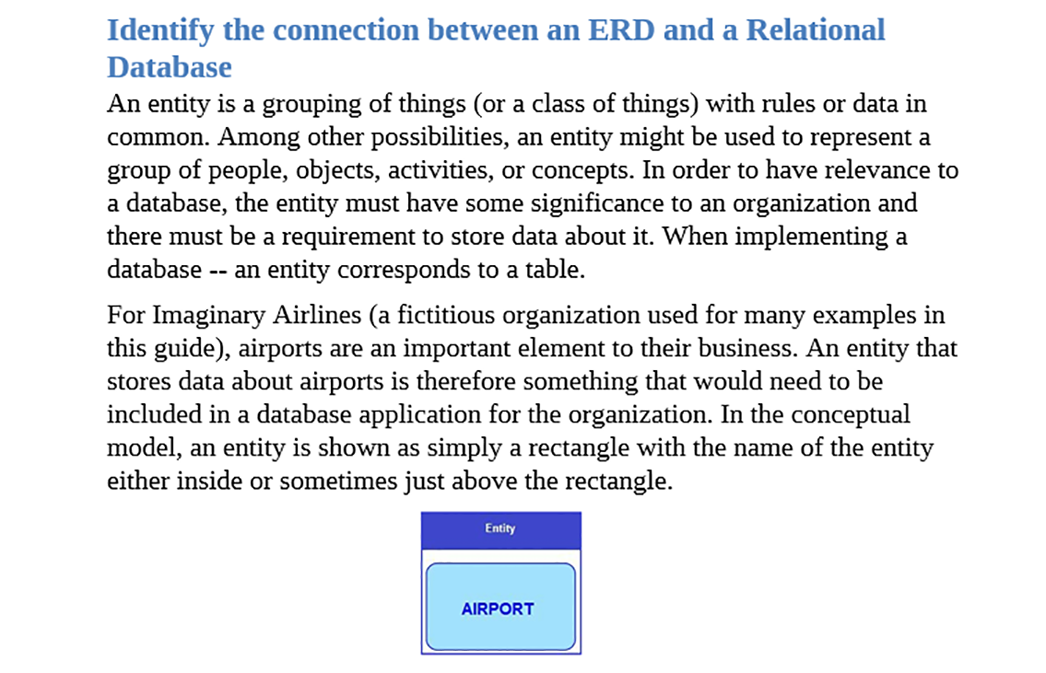 Identify the connection between an ERD and a Relational
Database
An entity is a grouping of things (or a class of things) with rules or data in
common. Among other possibilities, an entity might be used to represent a
group of people, objects, activities, or concepts. In order to have relevance to
a database, the entity must have some significance to an organization and
there must be a requirement to store data about it. When implementing a
database -- an entity corresponds to a table.
For Imaginary Airlines (a fictitious organization used for many examples in
this guide), airports are an important element to their business. An entity that
stores data about airports is therefore something that would need to be
included in a database application for the organization. In the conceptual
model, an entity is shown as simply a rectangle with the name of the entity
either inside or sometimes just above the rectangle.
Entity
AIRPORT